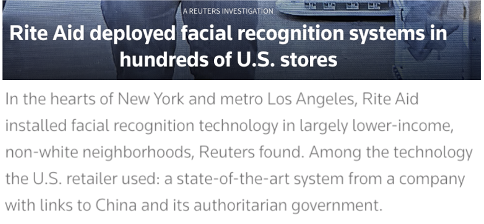 A REUTERS INVESTIGATION
Rite Aid deployed facial recognition systems in
hundreds of U.S. stores
In the hearts of New York and metro Los Angeles, Rite Aid
installed facial recognition technology in largely lower-income,
non-white neighborhoods, Reuters found. Among the technology
the U.S. retailer used: a state-of-the-art system from a company
with links to China and its authoritarian government.